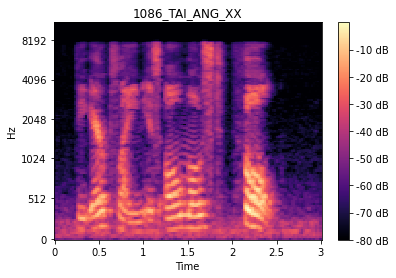 1086_TAI_ANG_XX
8192
4096
2048
1024
512
0
Hz
0 0.5 1 1.5 2 2.5 3
Time
-10 dB
-20 dB
-30 dB
-40 dB
-50 dB
-60 dB
-70 dB
-80 dB